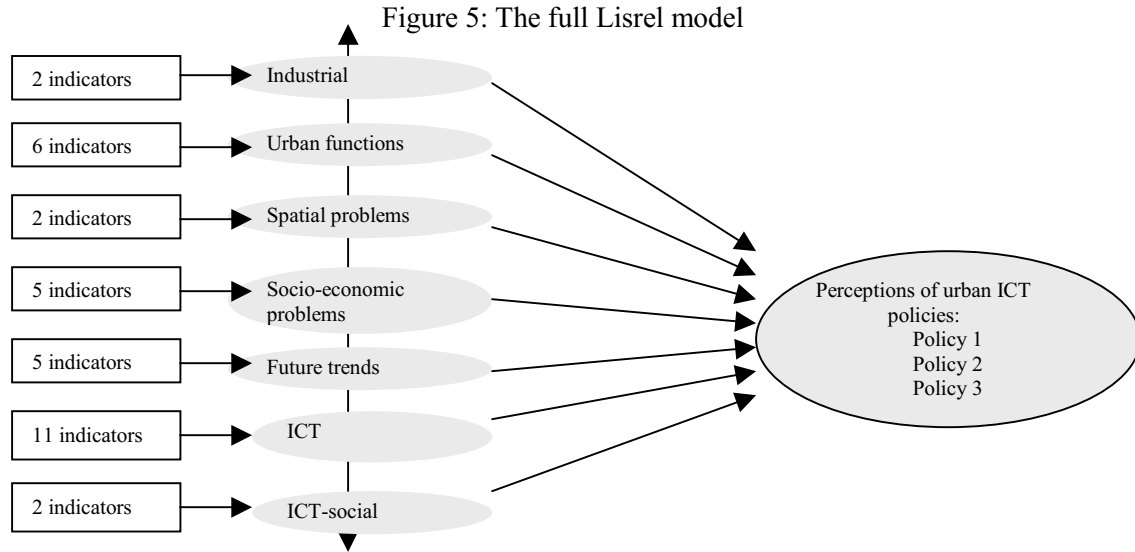 Figure 5: The full Lisrel model
2 indicators
Industrial
6 indicators
Urban functions
2 indicators
Spatial problems
5 indicators
Socio-economic
problems
5 indicators
Future trends
11 indicators
ICT
2 indicators
ICT-social
Perceptions of urban ICT
policies:
Policy 1
Policy 2
Policy 3